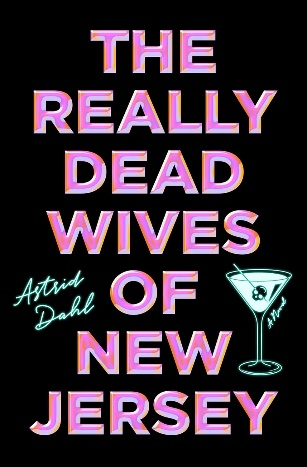 THE
REALLY
DEAD
WIVES
OF
NEW
JERSEY
Astrid
Dahl
A Novel